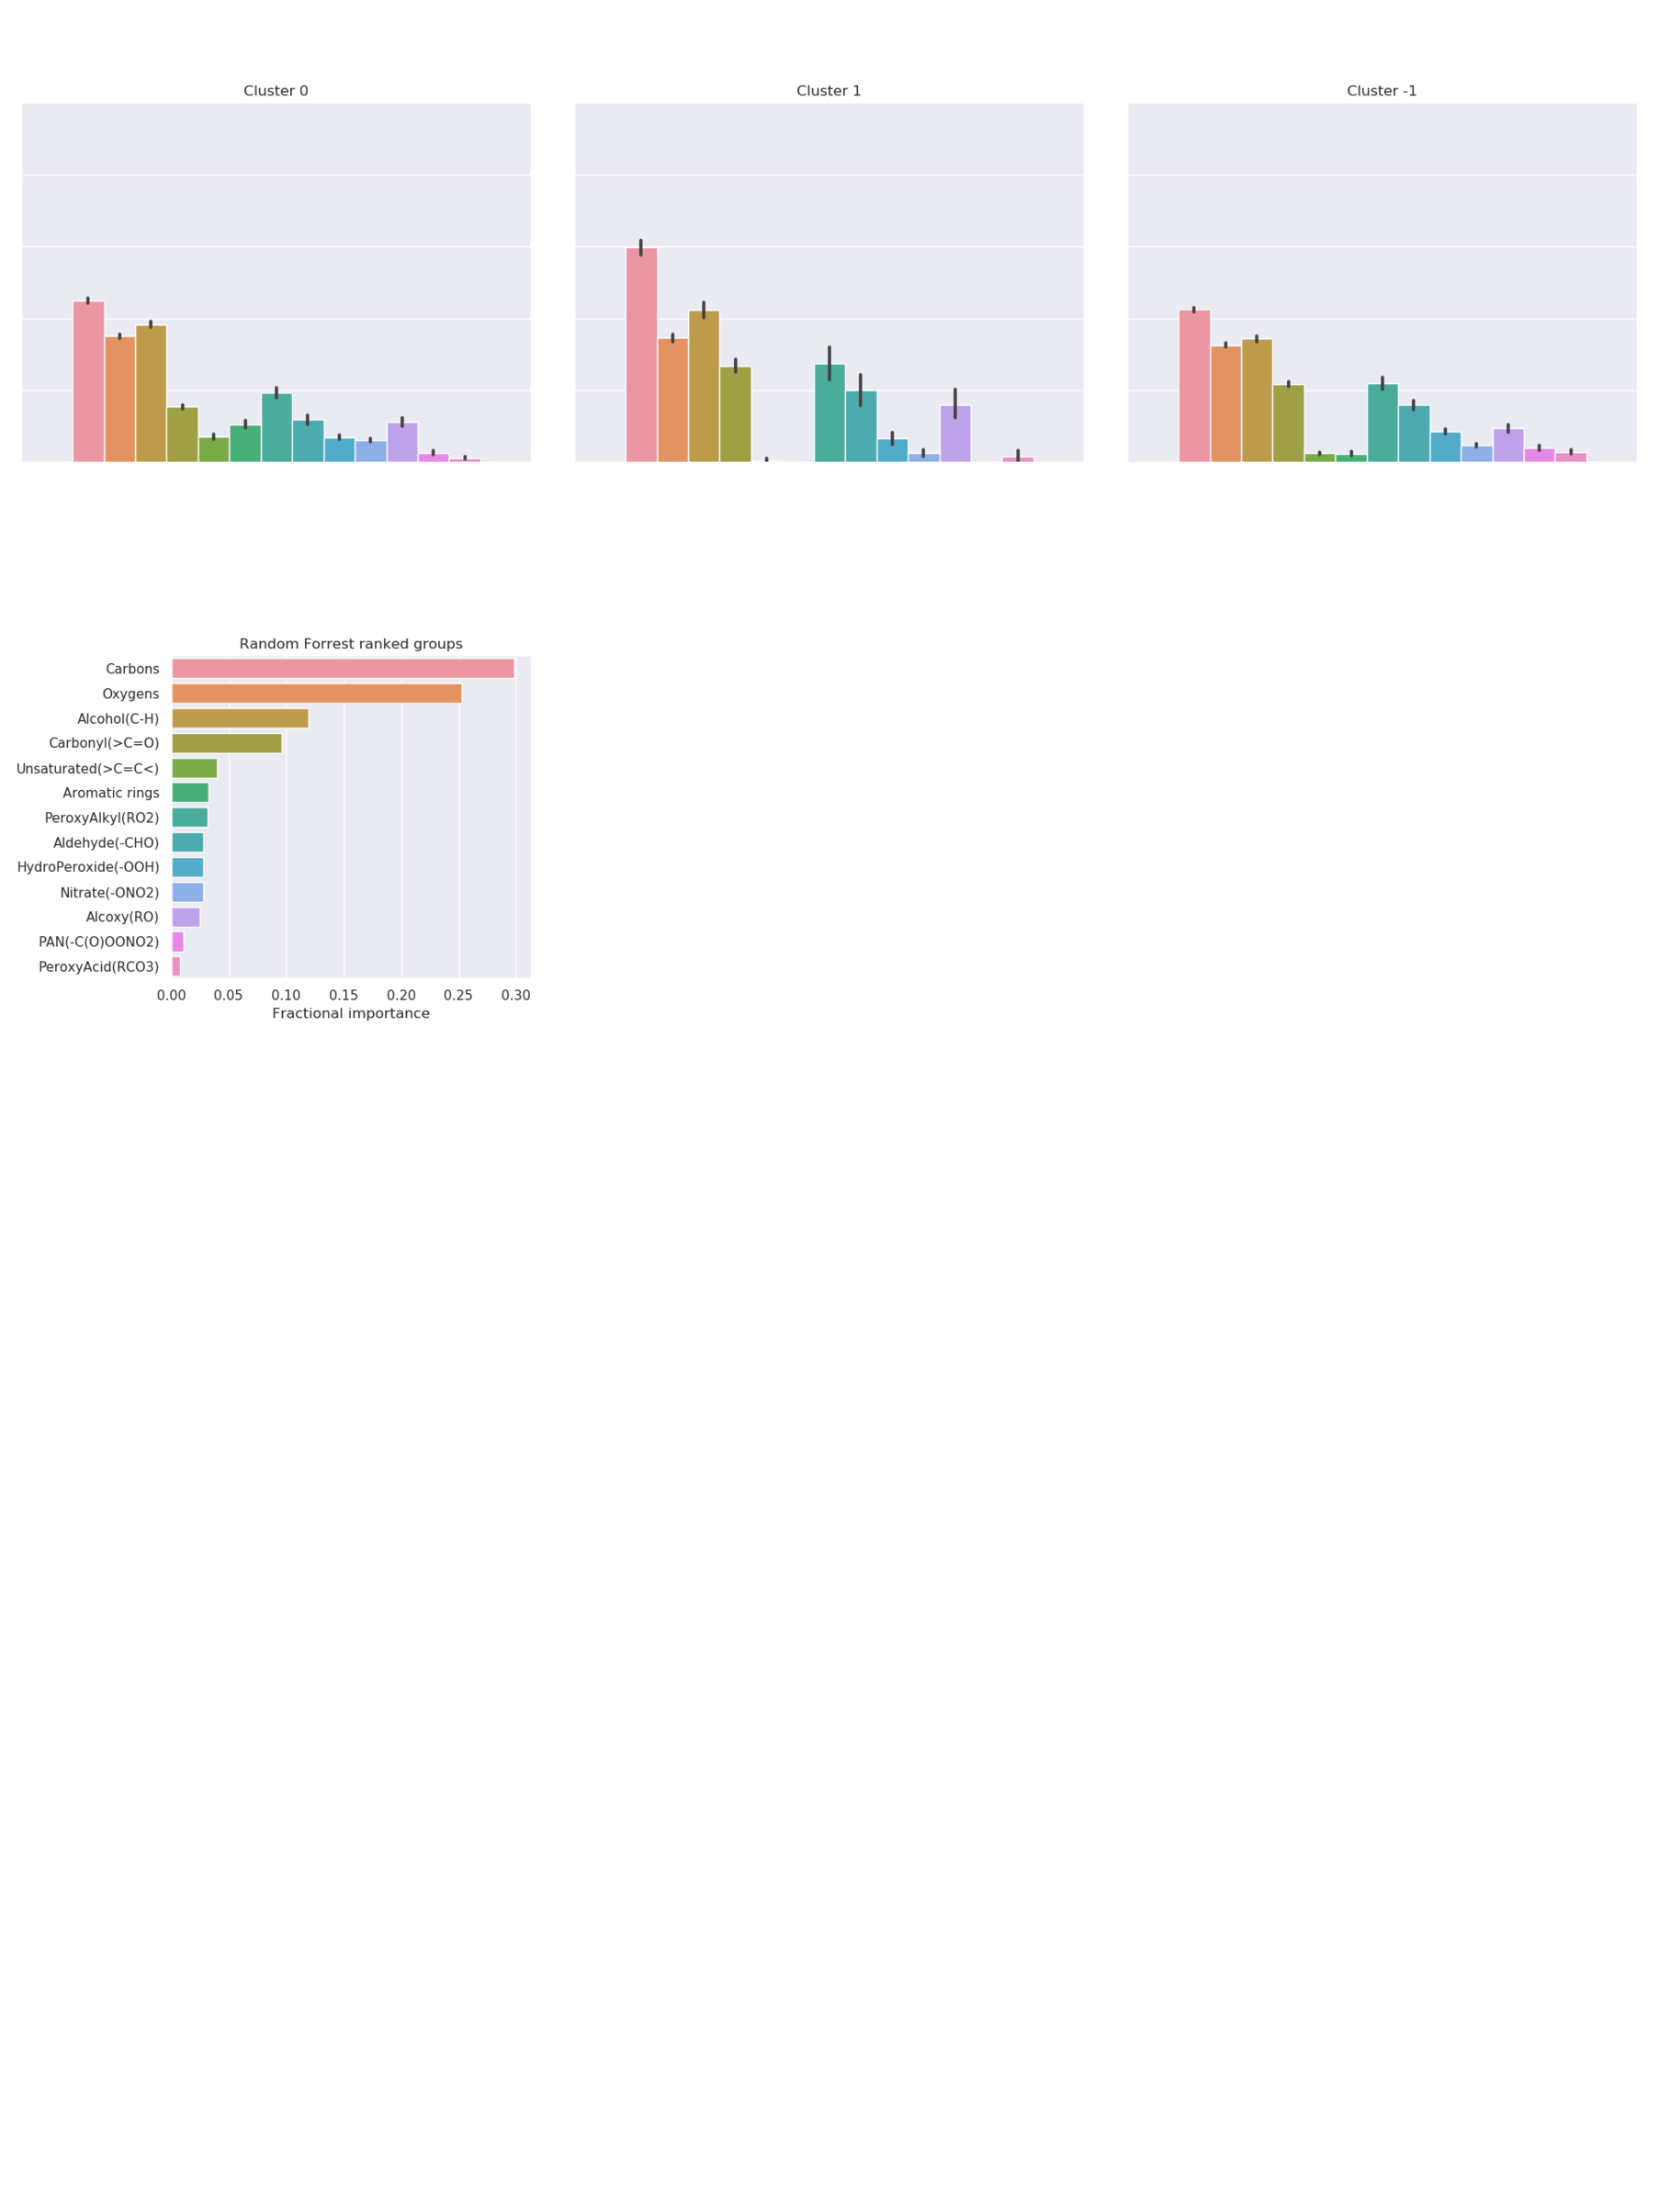 Cluster 0
Cluster 1
Cluster -1
Random Forrest ranked groups
Carbons
Oxygens
Alcohol(C-H)
Carbonyl(>C=O)
Unsaturated(>C=C<)
Aromatic rings
PeroxyAlkyl(RO2)
Aldehyde(-CHO)
HydroPeroxide(-OOH)
Nitrate(-ONO2)
Alcoxy(RO)
PAN(-C(O)OONO2)
PeroxyAcid(RCO3)
0.00 0.05 0.10 0.15 0.20 0.25 0.30
Fractional importance